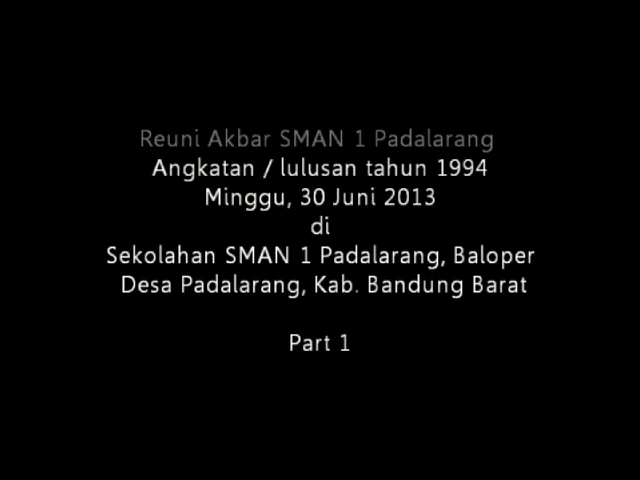 Reuni Akbar SMAN 1 Padalarang
Angkatan / lulusan tahun 1994
Minggu, 30 Juni 2013
di
Sekolahan SMAN 1 Padalarang, Baloper
Desa Padalarang, Kab. Bandung Barat
Part 1